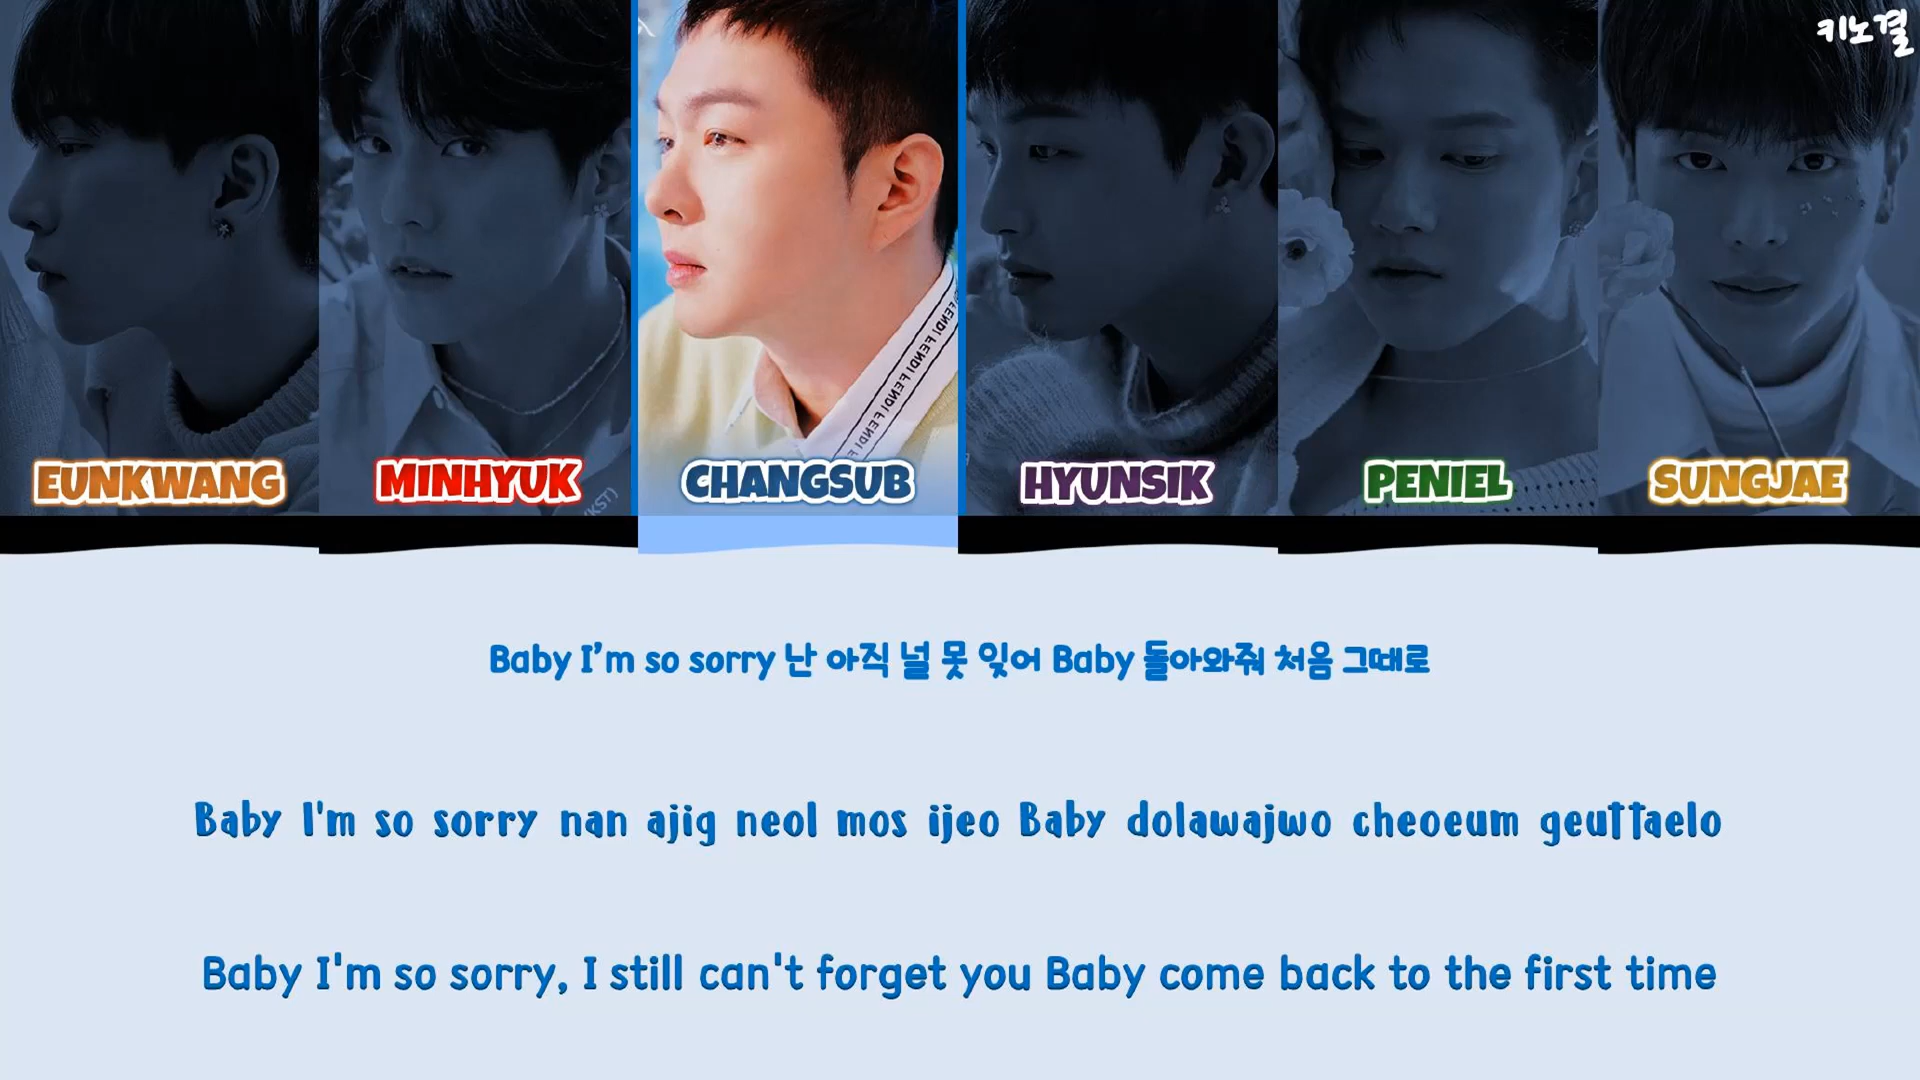 키노결
EUNKWANG
MINHYUK
CHANGSUB
HYUNSIK
PENIEL
SUNGJAE
Baby I’m so sorry 난 아직 널 못 잊어 Baby 돌아와줘 처음 그때로
Baby I'm so sorry nan ajig neol mos ijeo Baby dolawajwo cheoeum geuttaelo
Baby I'm so sorry, I still can't forget you Baby come back to the first time